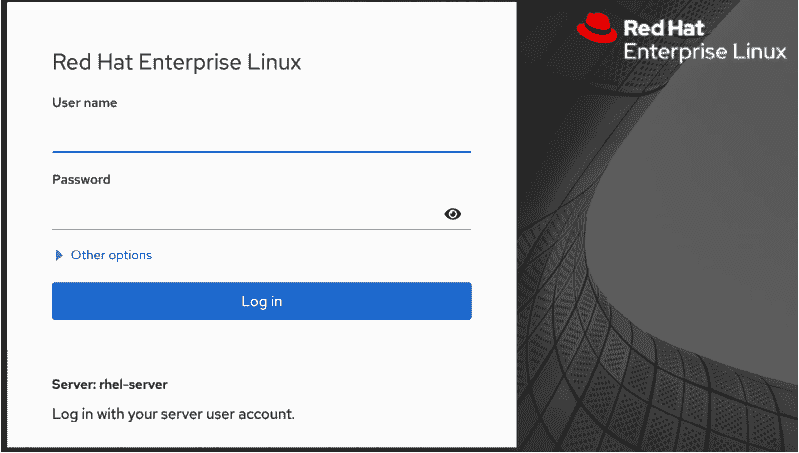 Red Hat
Enterprise Linux
Red Hat Enterprise Linux
User name
Password
Other options
Log in
Server: rhel-server
Log in with your server user account.